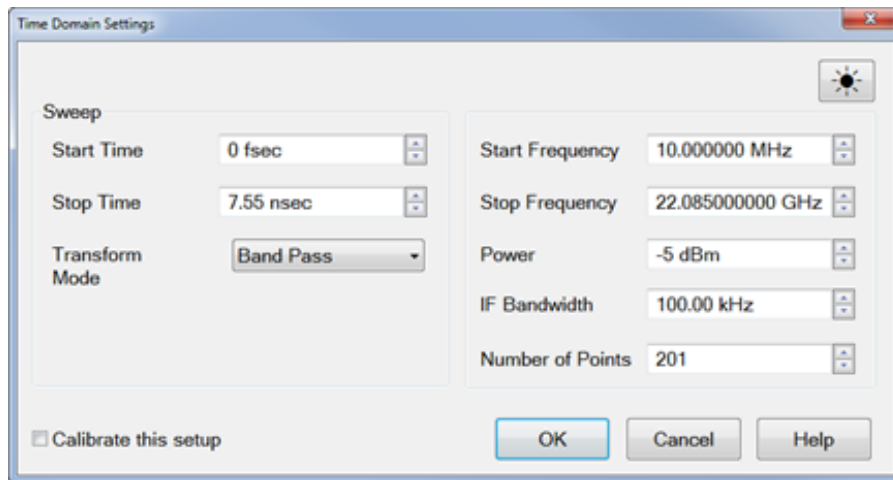 Time Domain Settings
Sweep
Start Time 0 fsec
Stop Time 7.55 nsec
Transform Mode Band Pass
Start Frequency 10.000000 MHz
Stop Frequency 22.085000000 GHz
Power -5 dBm
IF Bandwidth 100.00 kHz
Number of Points 201
Calibrate this setup
OK Cancel Help